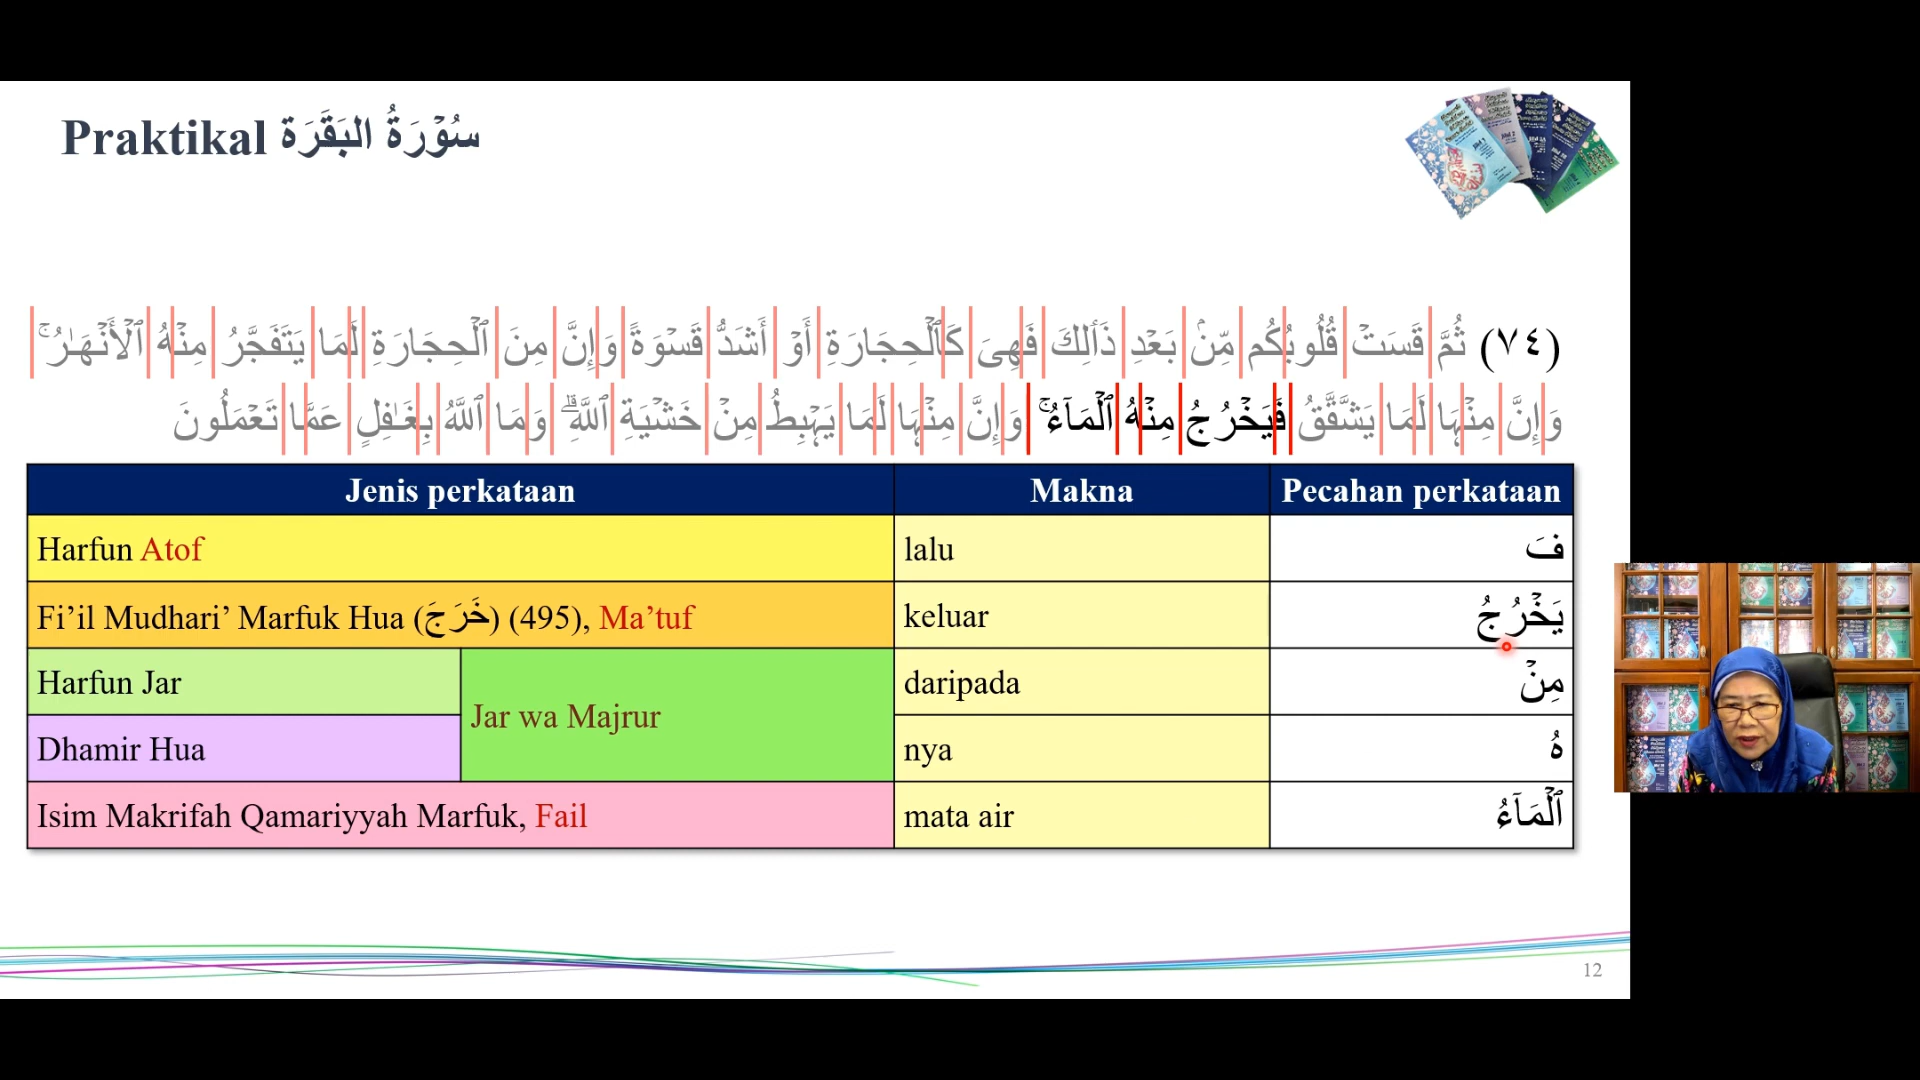 Praktikal سُوْرَةُ البَقَرَة
(٧٤) ثُمَّ قَسَتْ قُلُوبُكُم مِّنۢ بَعْدِ ذَٰلِكَ فَهِىَ كَٱلْحِجَارَةِ أَوْ أَشَدُّ قَسْوَةً وَإِنَّ مِنَ ٱلْحِجَارَةِ لَمَا يَتَفَجَّرُ مِنْهُ ٱلْأَنْهَـٰرُ ۚ
وَإِنَّ مِنْهَا لَمَا يَشَّقَّقُ فَيَخْرُجُ مِنْهُ ٱلْمَآءُ ۚ وَإِنَّ مِنْهَا لَمَا يَهْبِطُ مِنْ خَشْيَةِ ٱللَّهِ ۗ وَمَا ٱللَّهُ بِغَـٰفِلٍ عَمَّا تَعْمَلُونَ
Jenis perkataan Makna Pecahan perkataan
Harfun Atof lalu فَ
Fi’il Mudhari’ Marfuk Hua (خَرَجَ) (495), Ma’tuf keluar يَخْرُجُ
Harfun Jar Jar wa Majrur daripada مِنْ
Dhamir Hua nya هُ
Isim Makrifah Qamariyyah Marfuk, Fail mata air ٱلْمَآءُ
12